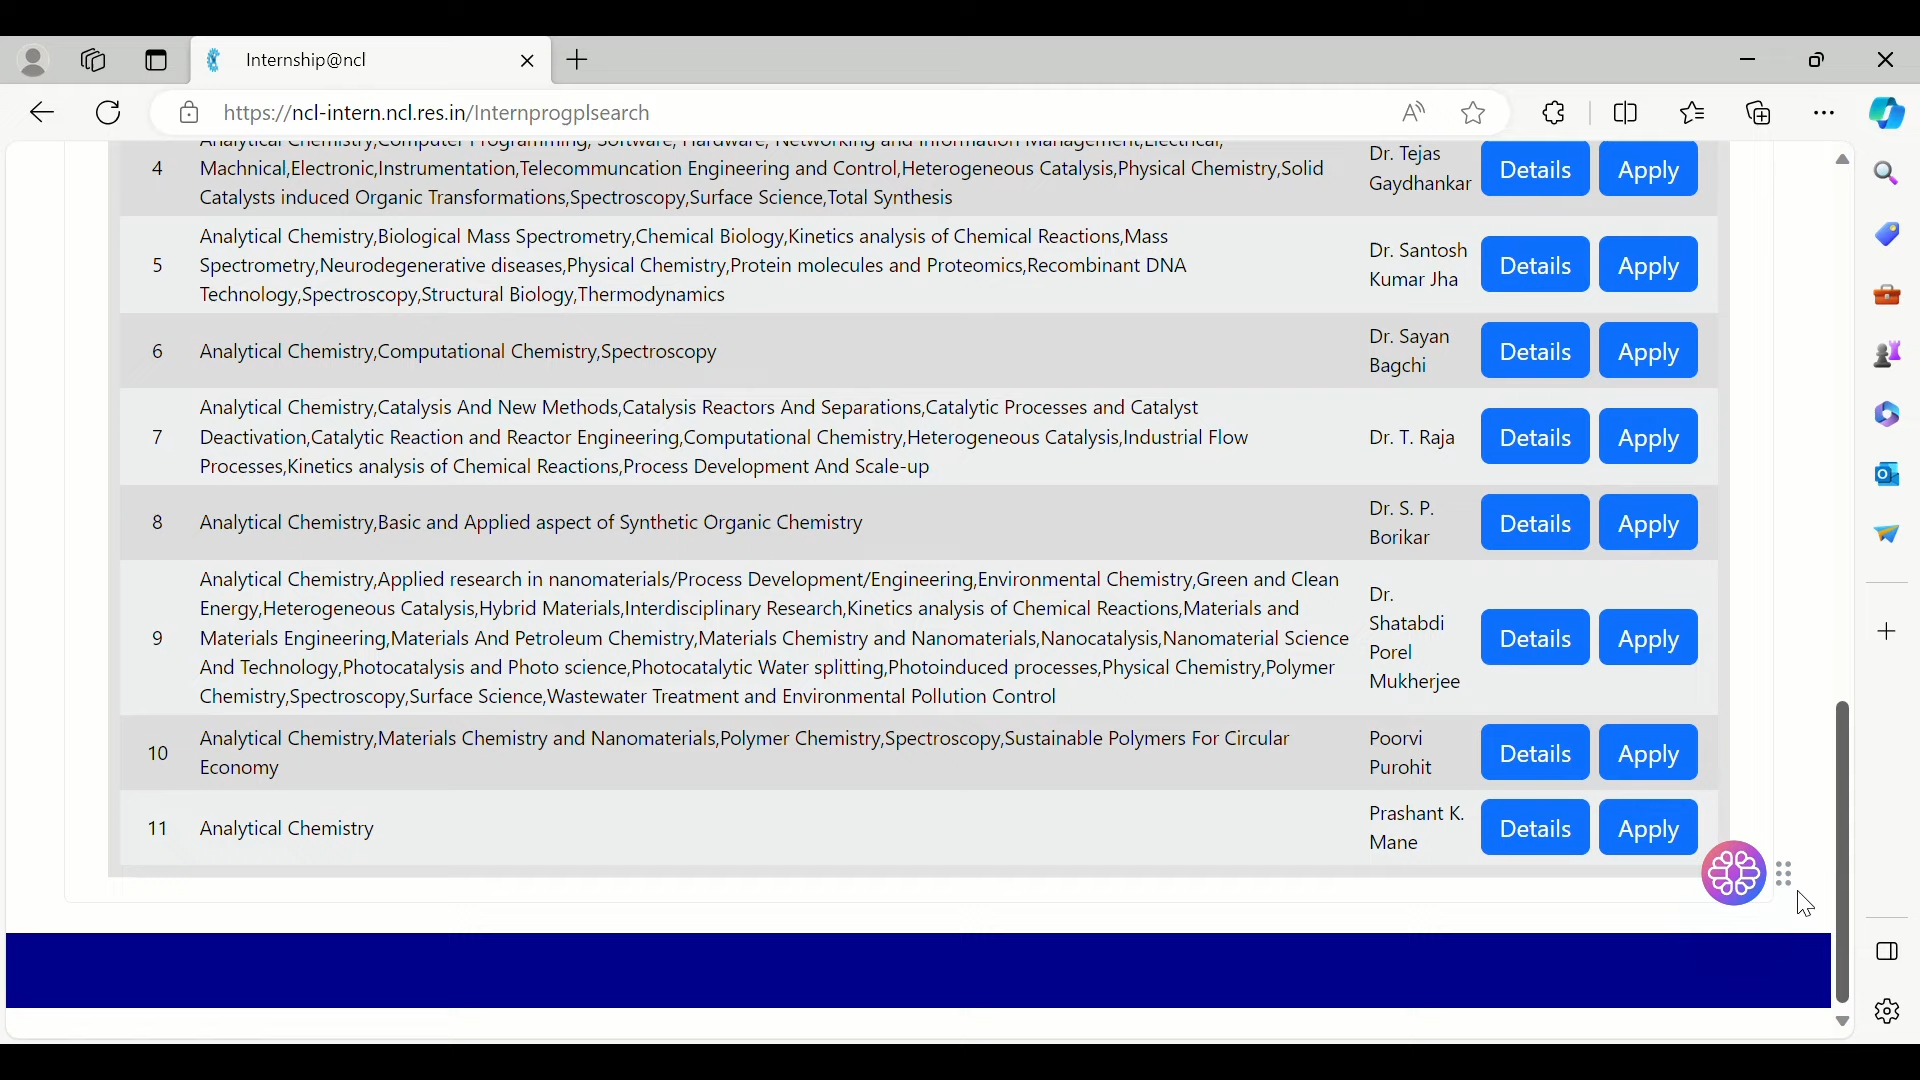 Internship@ncl
https://ncl-intern.ncl.res.in/Internprogplsearch
Analytical Chemistry,Computer Programming, Software, Hardware, Networking and Information Management,Electrical,
4 Machnical,Electronic,Instrumentation,Telecommuncation Engineering and Control,Heterogeneous Catalysis,Physical Chemistry,Solid
Catalysts induced Organic Transformations,Spectroscopy,Surface Science,Total Synthesis
Dr. Tejas
Gaydhankar
Details Apply
Analytical Chemistry,Biological Mass Spectrometry,Chemical Biology,Kinetics analysis of Chemical Reactions,Mass
5 Spectrometry,Neurodegenerative diseases,Physical Chemistry,Protein molecules and Proteomics,Recombinant DNA
Technology,Spectroscopy,Structural Biology,Thermodynamics
Dr. Santosh
Kumar Jha
Details Apply
6 Analytical Chemistry,Computational Chemistry,Spectroscopy
Dr. Sayan
Bagchi
Details Apply
Analytical Chemistry,Catalysis And New Methods,Catalysis Reactors And Separations,Catalytic Processes and Catalyst
7 Deactivation,Catalytic Reaction and Reactor Engineering,Computational Chemistry,Heterogeneous Catalysis,Industrial Flow
Processes,Kinetics analysis of Chemical Reactions,Process Development And Scale-up
Dr. T. Raja
Details Apply
8 Analytical Chemistry,Basic and Applied aspect of Synthetic Organic Chemistry
Dr. S. P.
Borikar
Details Apply
Analytical Chemistry,Applied research in nanomaterials/Process Development/Engineering,Environmental Chemistry,Green and Clean
Energy,Heterogeneous Catalysis,Hybrid Materials,Interdisciplinary Research,Kinetics analysis of Chemical Reactions,Materials and
9 Materials Engineering,Materials And Petroleum Chemistry,Materials Chemistry and Nanomaterials,Nanocatalysis,Nanomaterial Science
And Technology,Photocatalysis and Photo science,Photocatalytic Water splitting,Photoinduced processes,Physical Chemistry,Polymer
Chemistry,Spectroscopy,Surface Science,Wastewater Treatment and Environmental Pollution Control
Dr.
Shatabdi
Porel
Mukherjee
Details Apply
Analytical Chemistry,Materials Chemistry and Nanomaterials,Polymer Chemistry,Spectroscopy,Sustainable Polymers For Circular
10 Economy
Poorvi
Purohit
Details Apply
11 Analytical Chemistry
Prashant K.
Mane
Details Apply